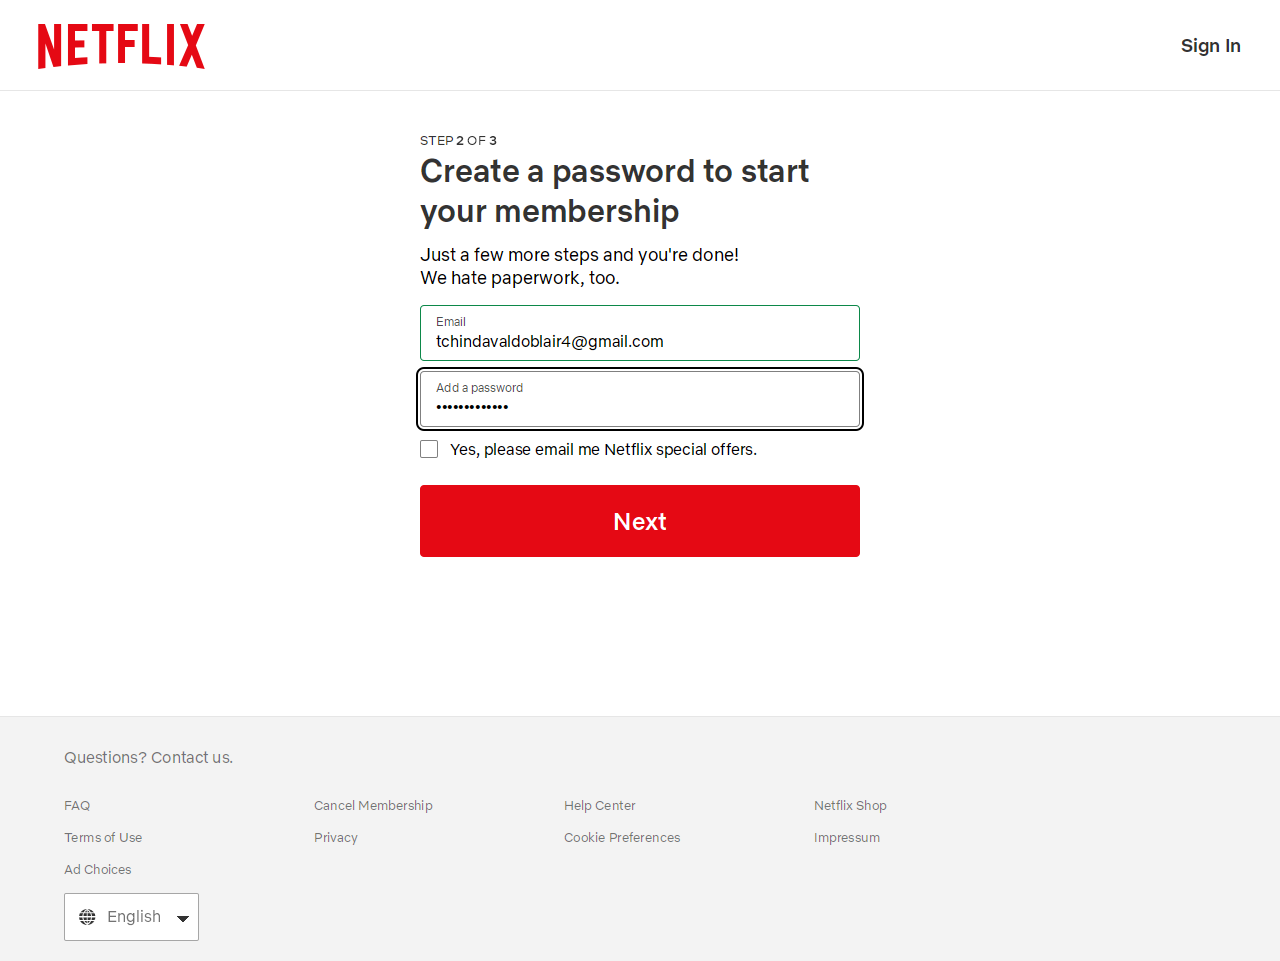 NETFLIX
Sign In
STEP 2 OF 3
Create a password to start
your membership
Just a few more steps and you're done!
We hate paperwork, too.
Email
tchindavaldoblair4@gmail.com
Add a password
•••••••••••••
Yes, please email me Netflix special offers.
Next
Questions? Contact us.
FAQ
Cancel Membership
Help Center
Netflix Shop
Terms of Use
Privacy
Cookie Preferences
Impressum
Ad Choices
English